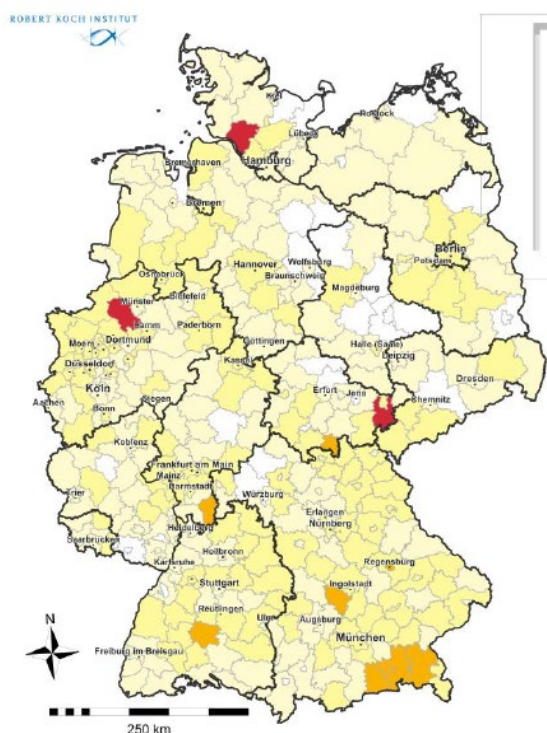 ROBERT KOCH INSTITUT
Kiel
Rostock
Lübeck
Hamburg
Bremerhaven
Bremen
Berlin
Potsdam
Wolfsburg
Hannover
Braunschweig
Osnabrück
Magdeburg
Bielefeld
Münster
Hamm
Paderborn
Göttingen
Halle (Saale)
Leipzig
Moers
Dortmund
Düsseldorf
Kassel
Köln
Dresden
Erfurt
Jena
Chemnitz
Siegen
Aachen
Bonn
Koblenz
Frankfurt am Main
Mainz
Darmstadt
Trier
Würzburg
Erlangen
Nürnberg
Heidelberg
Saarbrücken
Heilbronn
Karlsruhe
Regensburg
Stuttgart
Ingolstadt
Reutlingen
Ulm
Augsburg
München
Freiburg im Breisgau
N
250 km